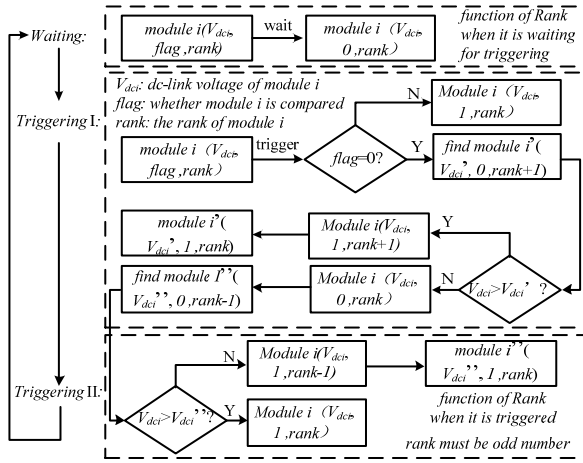 Waiting:
module i(Vdci,
flag ,rank)
wait
module i （Vdci,
0 ,rank）
function of Rank
when it is waiting
for triggering
Vdci: dc-link voltage of module i
flag: whether module i is compared
rank: the rank of module i
Triggering I:
module i （Vdci,
flag ,rank）
trigger
flag=0?
N
Module i （Vdci,
1 ,rank）
Y
find module i’(
Vdci’, 0 ,rank+1)
module i’(
Vdci’, 1 ,rank)
Module i(Vdci,
1 ,rank+1)
Y
find module I’’(
Vdci’’, 0 ,rank-1)
Module i （Vdci,
0 ,rank）
N
Vdci>Vdci’ ?
Triggering II:
N
Module i(Vdci,
1 ,rank-1)
module i’’(
Vdci’’, 1 ,rank)
Vdci>Vdci’’?
Y
Module i （Vdci,
1 ,rank）
function of Rank
when it is triggered
rank must be odd number